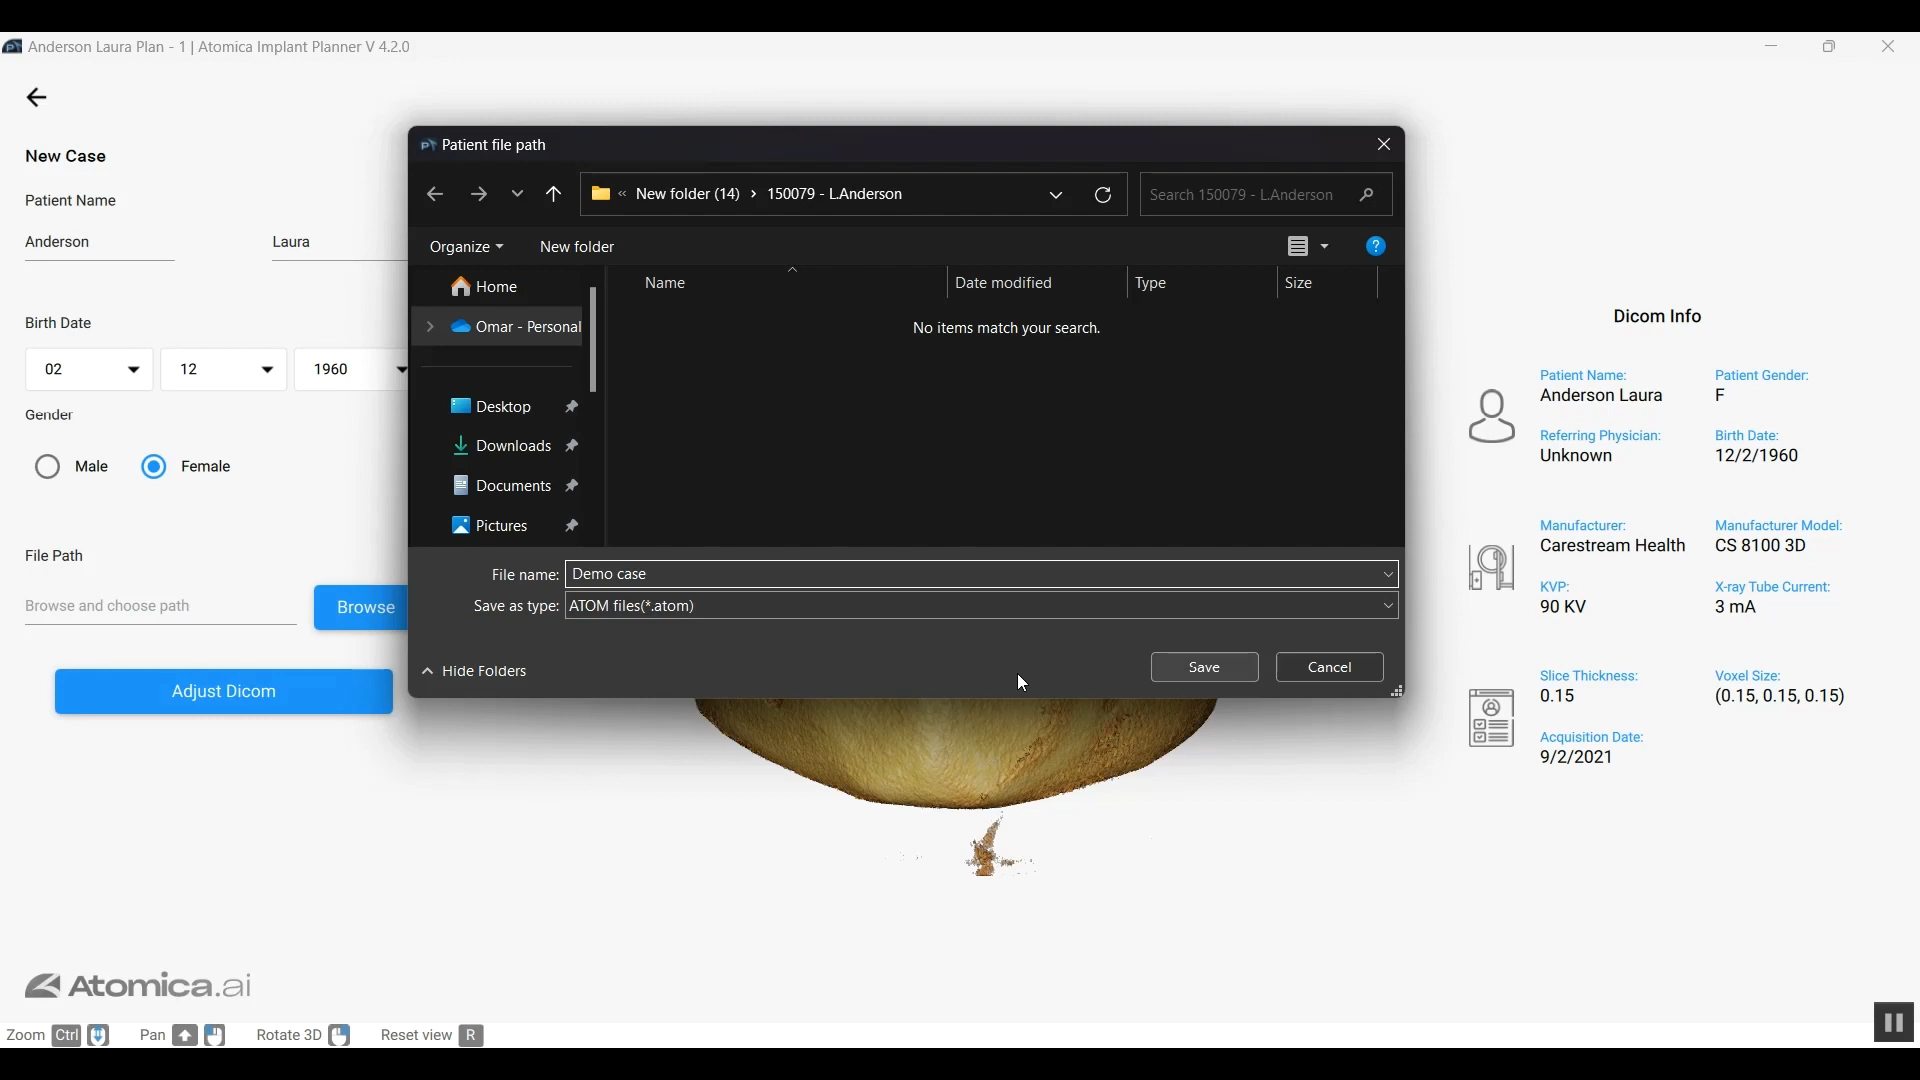 Anderson Laura Plan - 1 | Atomica Implant Planner V 4.2.0
New Case
Patient Name
Anderson
Laura
Birth Date
02
12
1960
Gender
Male
Female
File Path
Browse and choose path
Browse
Adjust Dicom
Patient file path
« New folder (14) › 150079 - L.Anderson
Search 150079 - L.Anderson
Organize
New folder
?
Home
Omar - Personal
Desktop
Downloads
Documents
Pictures
Name
Date modified
Type
Size
No items match your search.
File name: Demo case
Save as type: ATOM files(*.atom)
Hide Folders
Save
Cancel
Dicom Info
Patient Name:
Anderson Laura
Patient Gender:
F
Referring Physician:
Unknown
Birth Date:
12/2/1960
Manufacturer:
Carestream Health
Manufacturer Model:
CS 8100 3D
KVP:
90 KV
X-ray Tube Current:
3 mA
Slice Thickness:
0.15
Voxel Size:
(0.15, 0.15, 0.15)
Acquisition Date:
9/2/2021
Atomica.ai
Zoom Ctrl
Pan
Rotate 3D
Reset view R